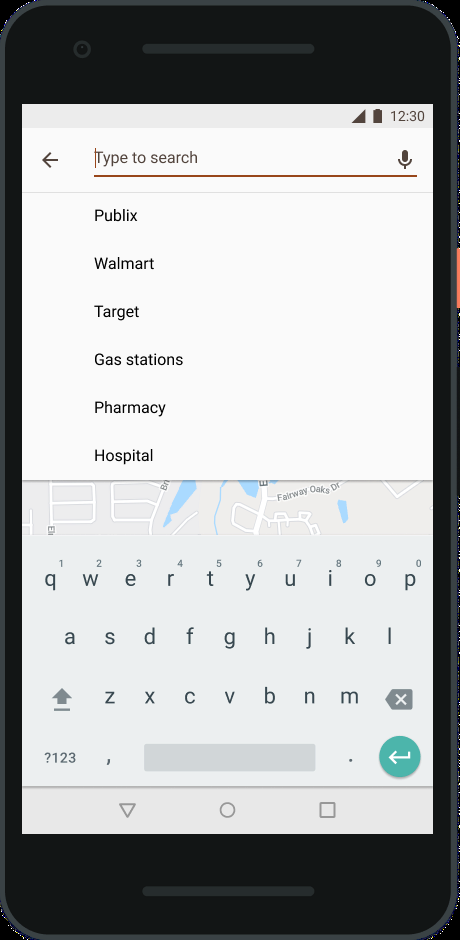 12:30
Type to search
Publix
Walmart
Target
Gas stations
Pharmacy
Hospital
Fairway Oaks Dr
1 2 3 4 5 6 7 8 9 0
q w e r t y u i o p
a s d f g h j k l
z x c v b n m
?123 , .